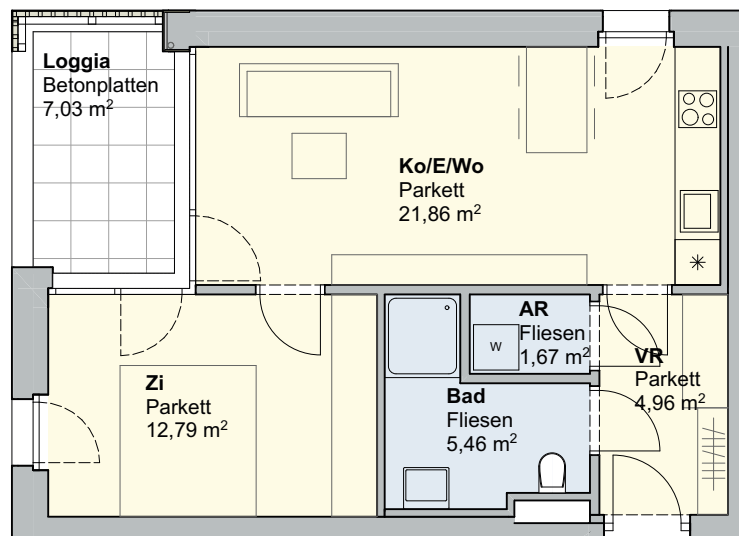 Loggia
Betonplatten
7,03 m²
Ko/E/Wo
Parkett
21,86 m²
AR
Fliesen
1,67 m²
W
VR
Parkett
4,96 m²
Zi
Parkett
12,79 m²
Bad
Fliesen
5,46 m²